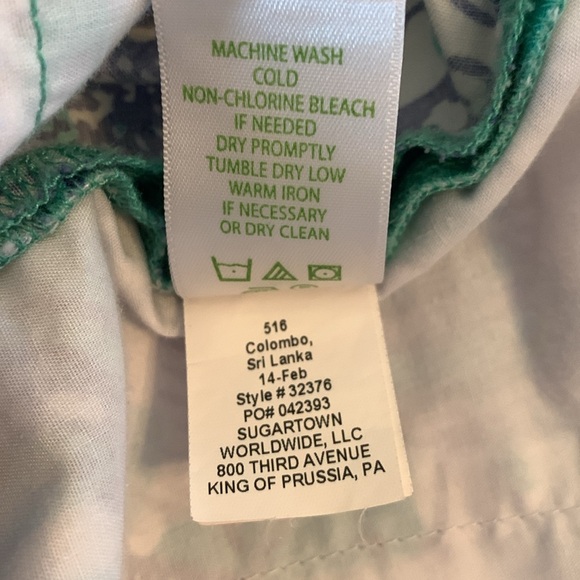 MACHINE WASH
COLD
NON-CHLORINE BLEACH
IF NEEDED
DRY PROMPTLY
TUMBLE DRY LOW
WARM IRON
IF NECESSARY
OR DRY CLEAN
516
Colombo,
Sri Lanka
14-Feb
Style # 32376
PO# 042393
SUGARTOWN
WORLDWIDE, LLC
800 THIRD AVENUE
KING OF PRUSSIA, PA